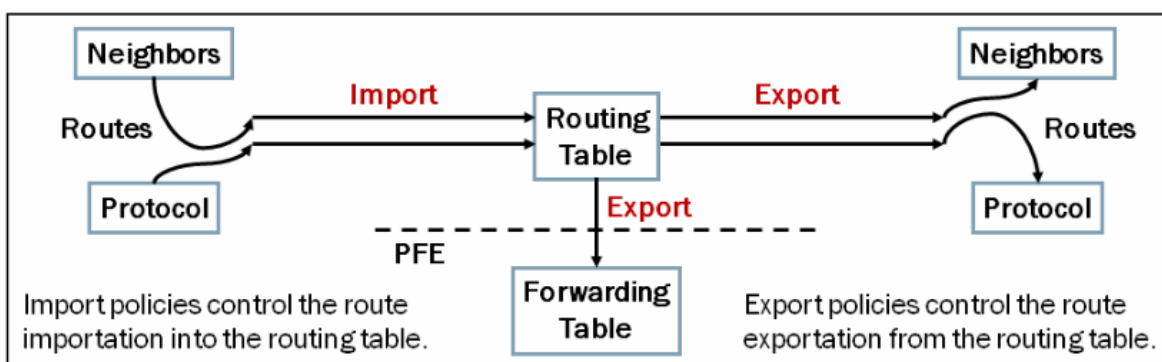 Neighbors
Neighbors
Import
Export
Routes
Routing
Table
Routes
Protocol
Protocol
Export
PFE
Forwarding
Table
Import policies control the route
importation into the routing table.
Export policies control the route
exportation from the routing table.